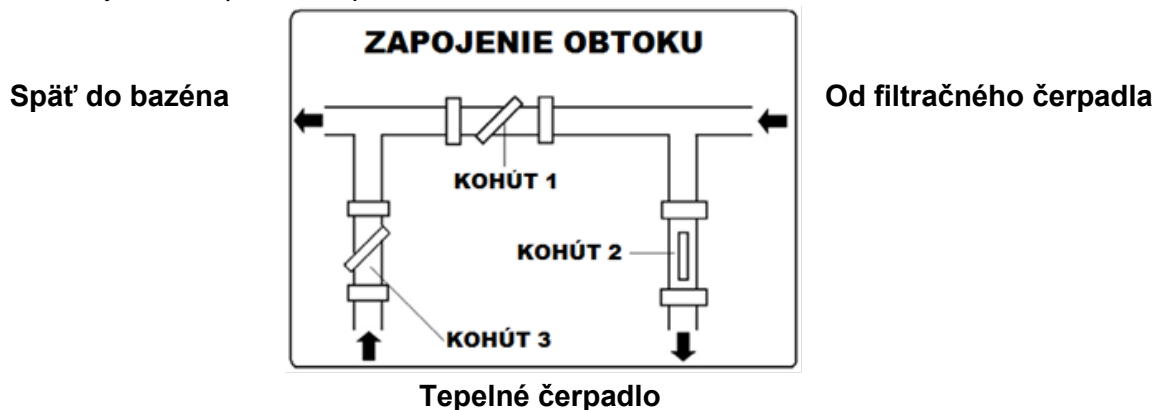 ZAPOJENIE OBTOKU
Späť do bazéna
Od filtračného čerpadla
KOHÚT 1
KOHÚT 2
KOHÚT 3
Tepelné čerpadlo